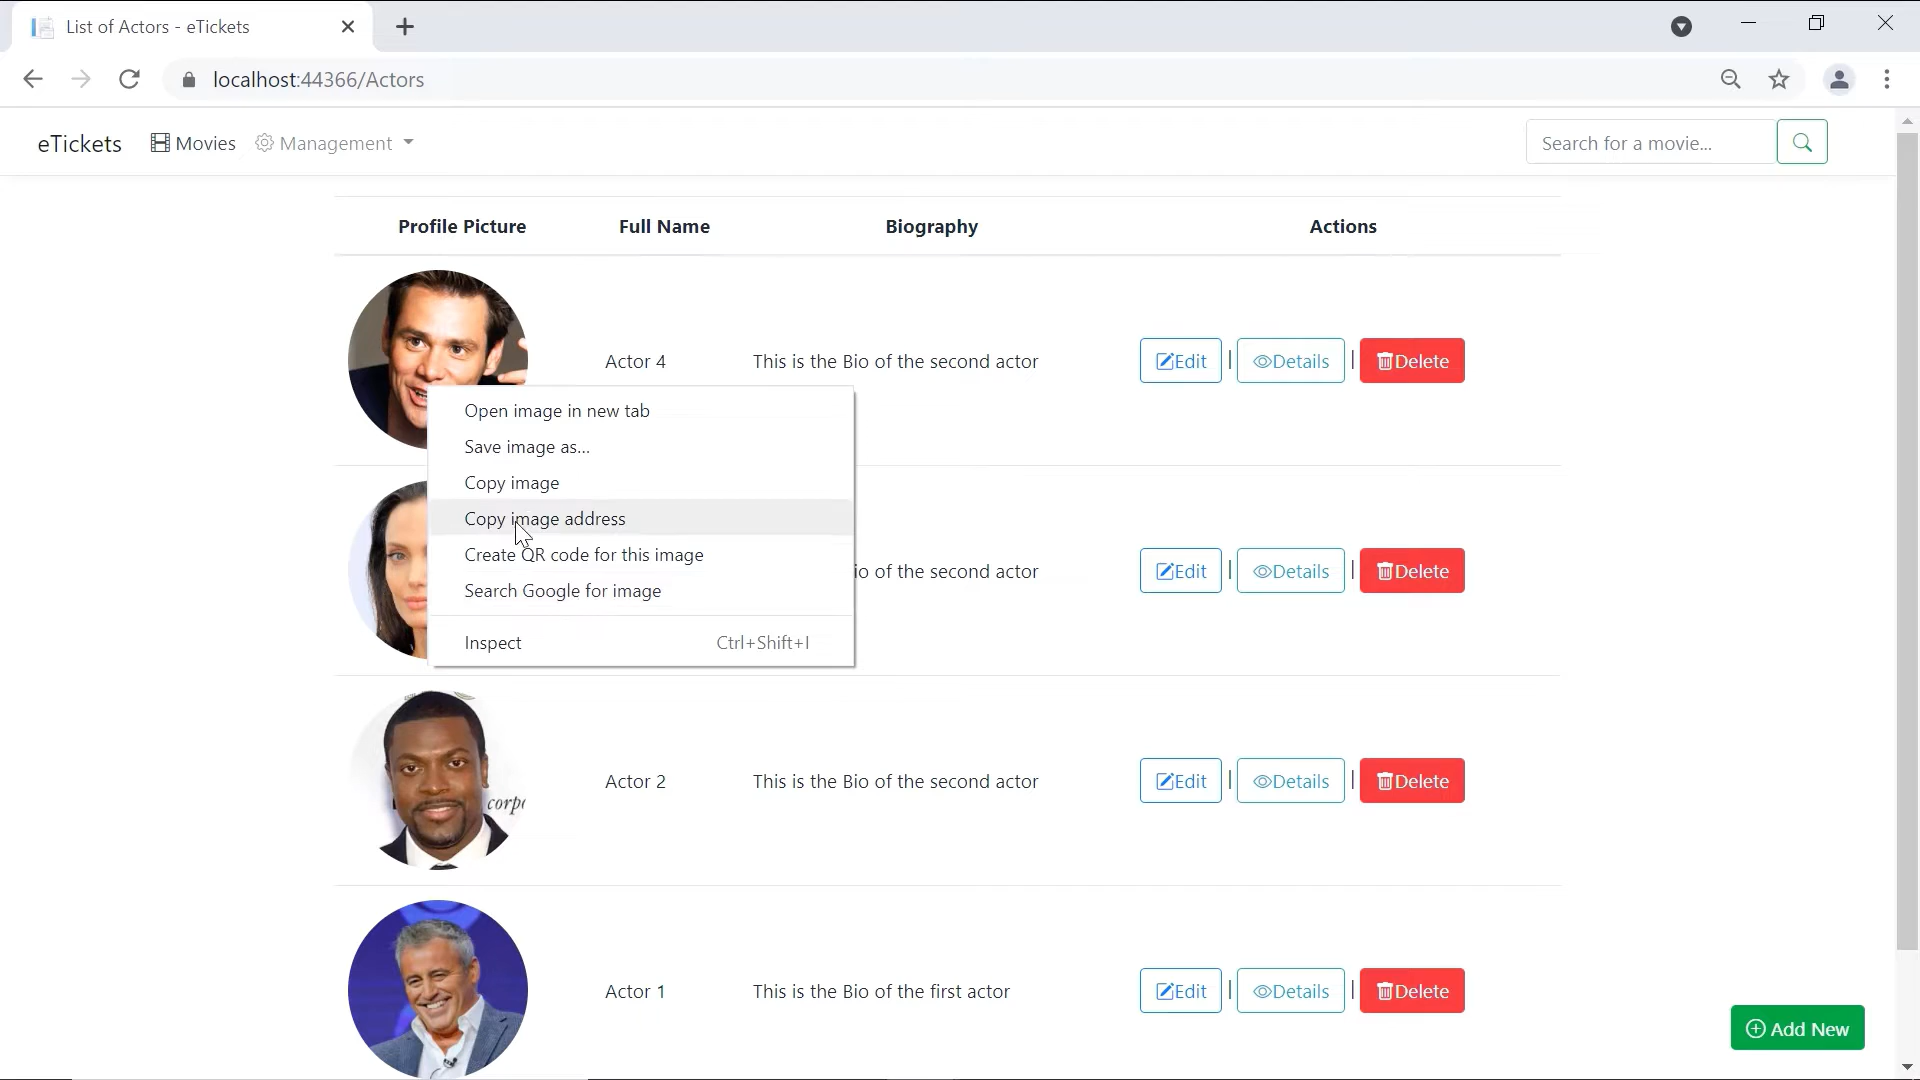 List of Actors - eTickets
localhost:44366/Actors
eTickets Movies Management
Search for a movie...
Profile Picture Full Name Biography Actions
Actor 4 This is the Bio of the second actor Edit | Details | Delete
Open image in new tab
Save image as...
Copy image
Copy image address
Create QR code for this image
Search Google for image
Inspect Ctrl+Shift+I
of the second actor Edit | Details | Delete
corp
Actor 2 This is the Bio of the second actor Edit | Details | Delete
Actor 1 This is the Bio of the first actor Edit | Details | Delete
Add New